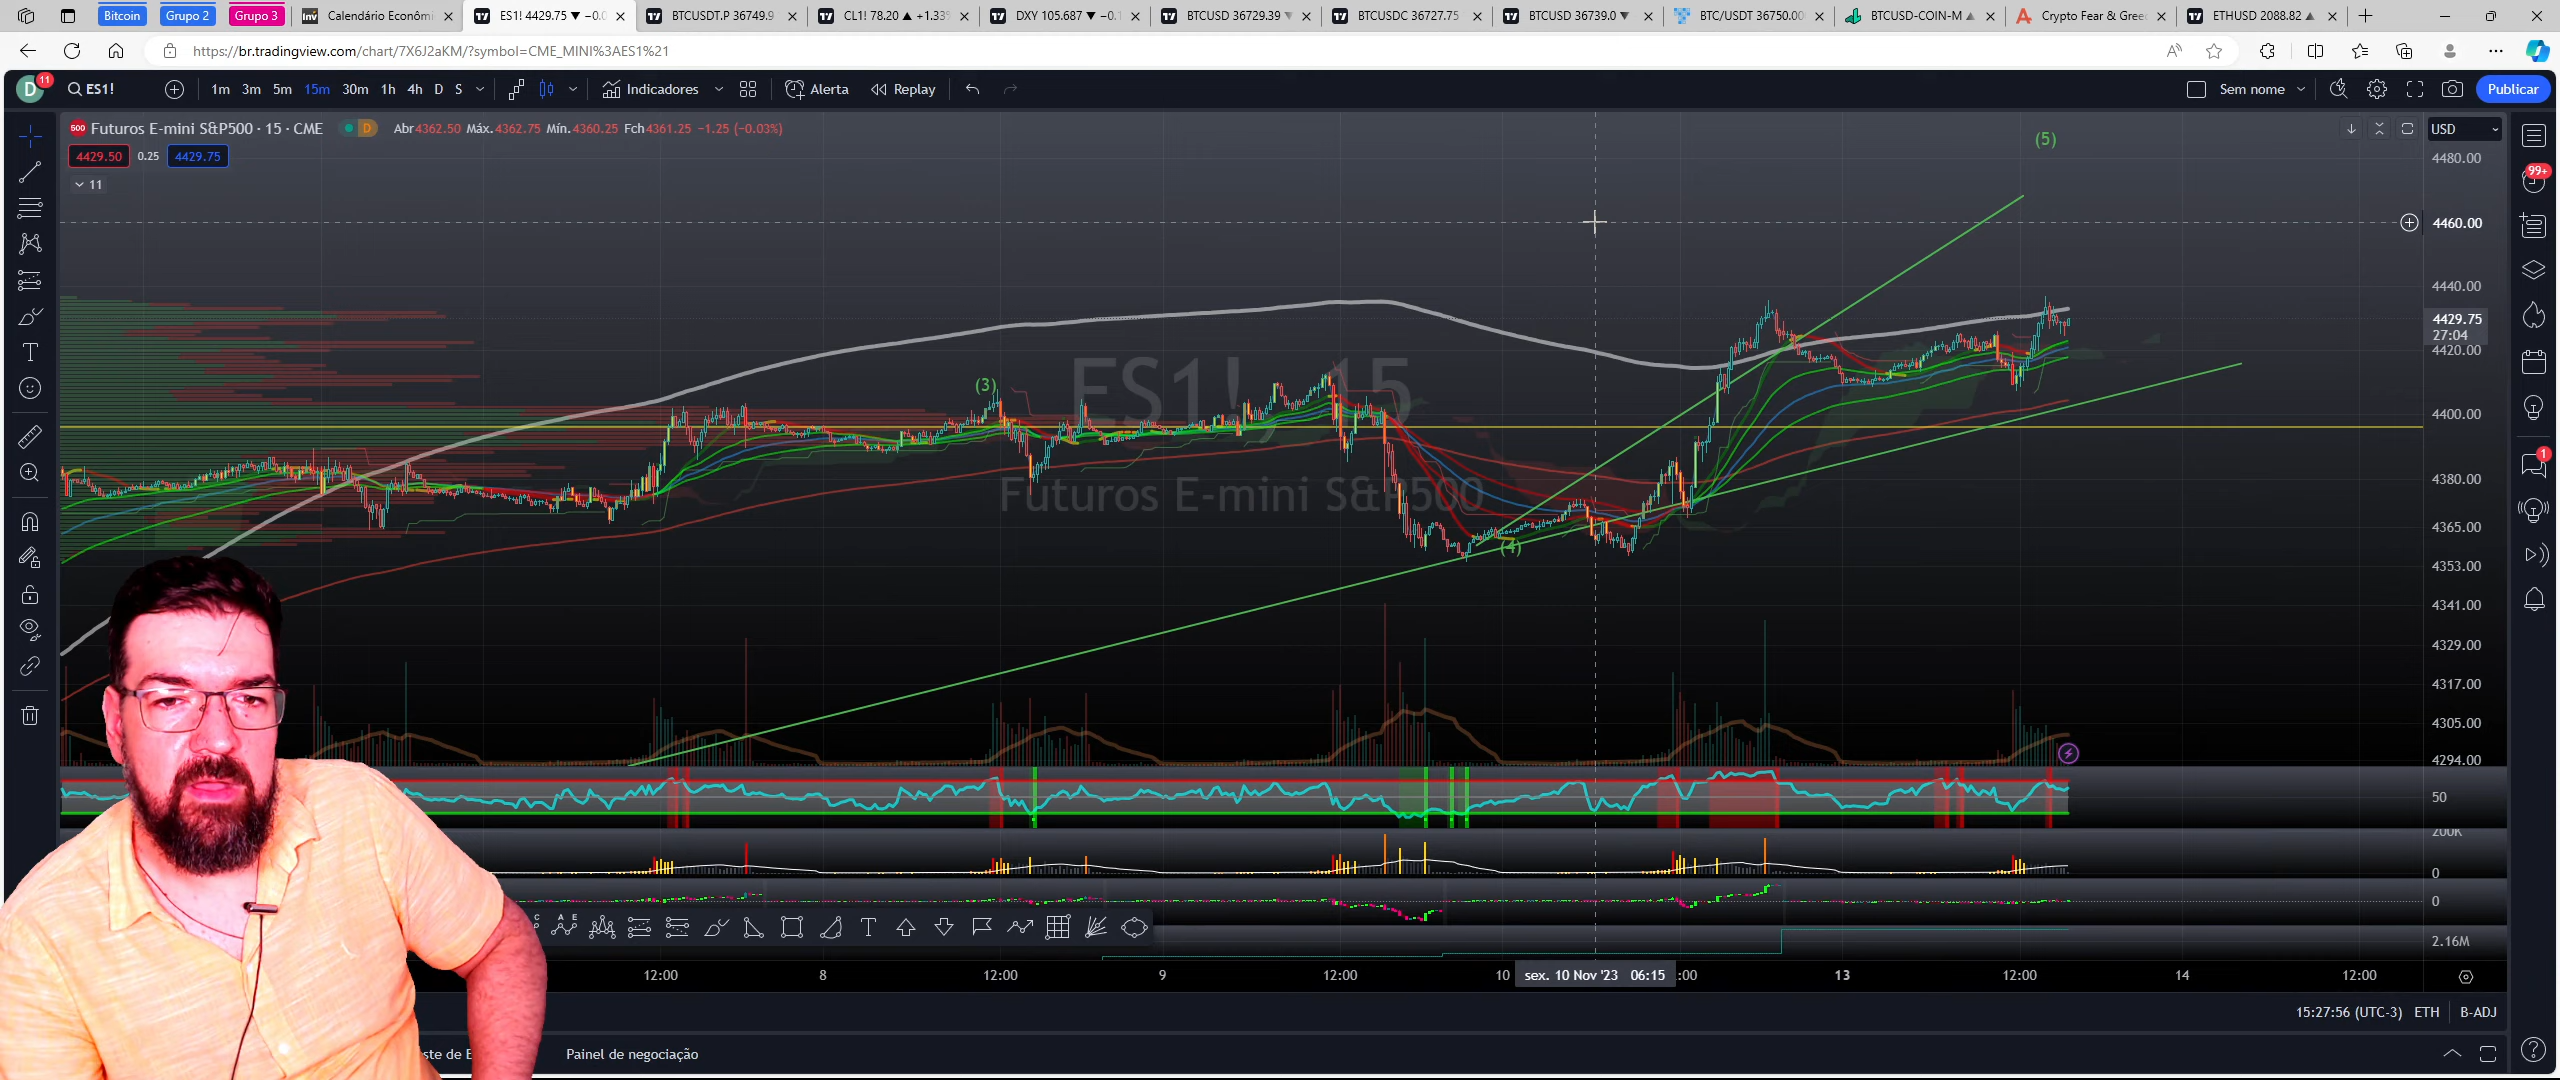 Bitcoin
Grupo 2
Grupo 3
Calendário Econômi
ES1! 4429.75 ▼ −0.0
BTCUSDT.P 36749.9
CL1! 78.20 ▲ +1.33%
DXY 105.687 ▼ −0.1
BTCUSD 36729.39 ▼
BTCUSDC 36727.75
BTCUSD 36739.0 ▼
BTC/USDT 36750.00
BTCUSD-COIN-M ▲
Crypto Fear & Gree
ETHUSD 2088.82 ▲
https://br.tradingview.com/chart/7X6J2aKM/?symbol=CME_MINI%3AES1%21
D
11
ES1!
1m 3m 5m 15m 30m 1h 4h D S
Indicadores
Alerta
Replay
Sem nome
Publicar
500 Futuros E-mini S&P500 · 15 · CME
D
Abr4362.50 Máx.4362.75 Mín.4360.25 Fch4361.25 −1.25 (−0.03%)
4429.50 0.25 4429.75
11
USD
(5)
4480.00
99+
4460.00
4440.00
4429.75
27:04
4420.00
(3)
ES1!, 15
4400.00
Futuros E-mini S&P500
4380.00
1
4365.00
(4)
4353.00
4341.00
4329.00
4317.00
4305.00
4294.00
50
200K
0
0
2.16M
12:00 8 12:00 9 12:00 10 sex. 10 Nov '23 06:15 :00 13 12:00 14 12:00
15:27:56 (UTC-3) ETH B-ADJ
ste de E
Painel de negociação